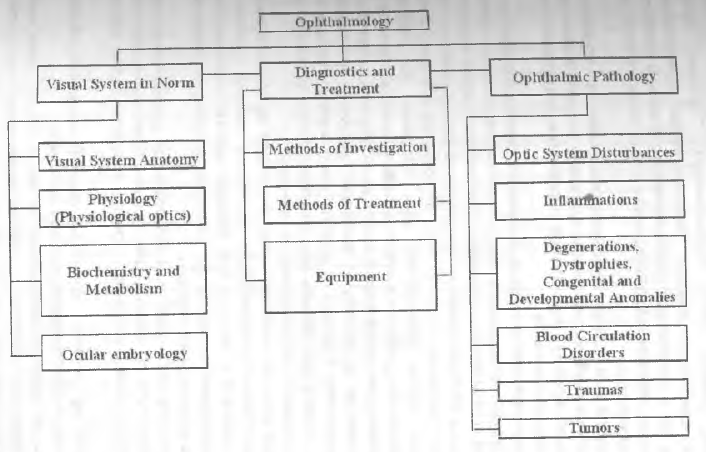 Ophthalmology
Visual System in Norm
Visual System Anatomy
Physiology
(Physiological optics)
Biochemistry and
Metabolism
Ocular embryology
Diagnostics and
Treatment
Methods of Investigation
Methods of Treatment
Equipment
Ophthalmic Pathology
Optic System Disturbances
Inflammations
Degenerations,
Dystrophies,
Congenital and
Developmental Anomalies
Blood Circulation
Disorders
Traumas
Tumors